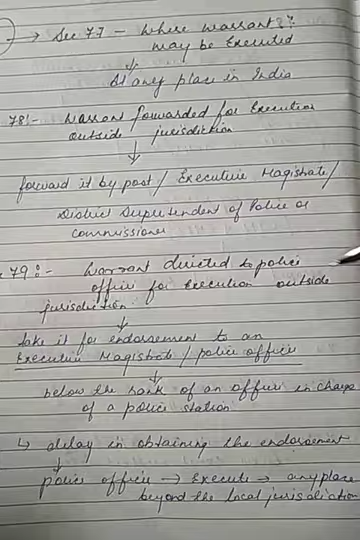 → Sec 77 - Where warrant??
may be Executed
↓
At any place in India
78:- warrant forwarded for Execution
outside jurisdiction
↓
forward it by post / Executive Magistrate /
District Superintendent of Police or
Commissioner
79:- warrant directed to police
officer for Execution outside
jurisdiction
↓
take it for endorsement to an
Executive Magistrate / police officer
↓
below the rank of an officer in charge
of a police station
↳ delay in obtaining the endorsement
↓
police officer → Execute → any place
beyond the local jurisdiction